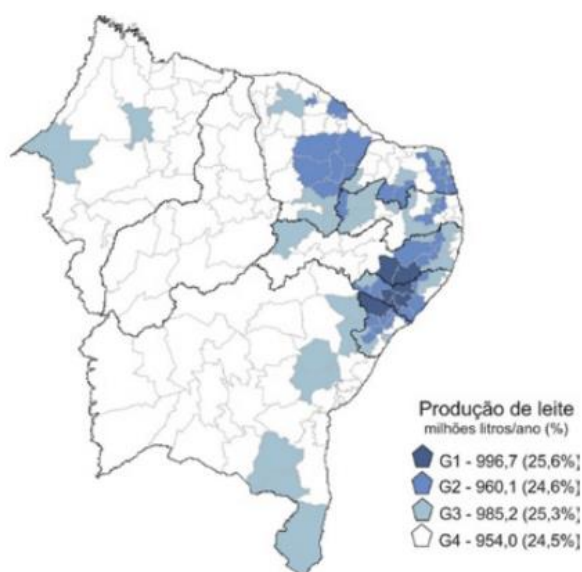 Produção de leite
milhões litros/ano (%)
G1 - 996,7 (25,6%)
G2 - 960,1 (24,6%)
G3 - 985,2 (25,3%)
G4 - 954,0 (24,5%)